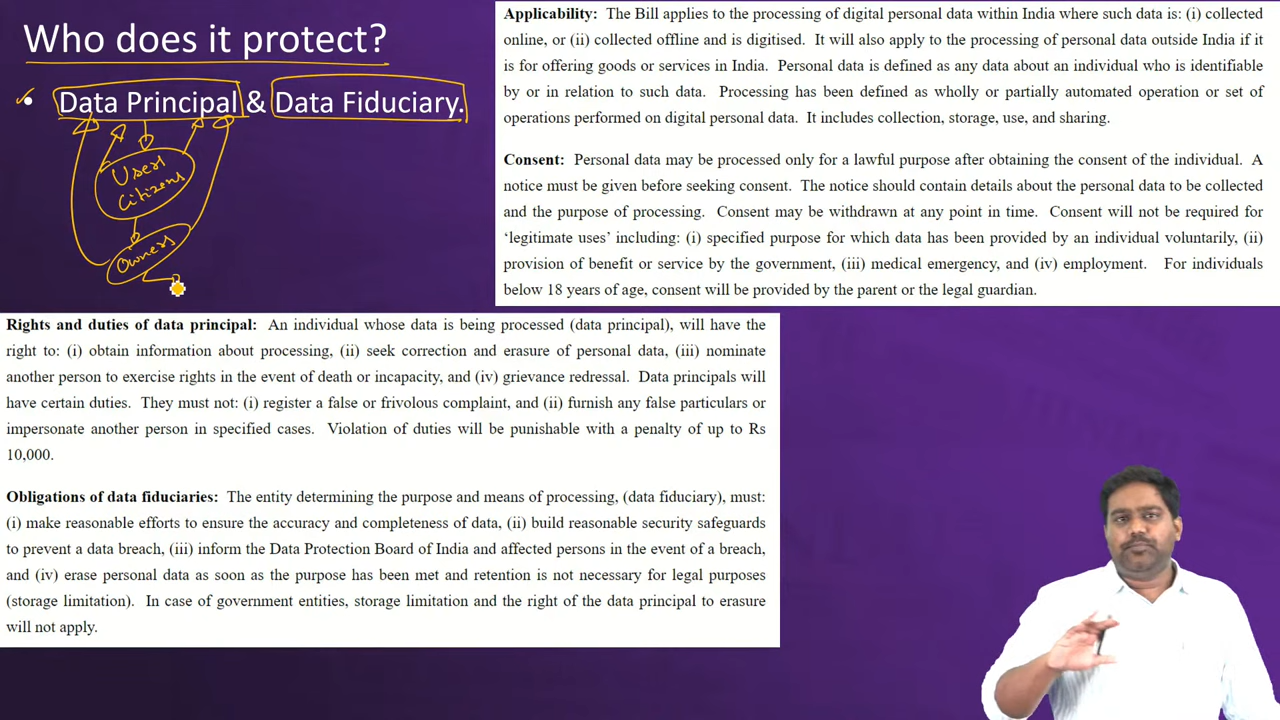 Who does it protect?
• Data Principal & Data Fiduciary.
Users
Citizens
Owners
Applicability: The Bill applies to the processing of digital personal data within India where such data is: (i) collected
online, or (ii) collected offline and is digitised. It will also apply to the processing of personal data outside India if it
is for offering goods or services in India. Personal data is defined as any data about an individual who is identifiable
by or in relation to such data. Processing has been defined as wholly or partially automated operation or set of
operations performed on digital personal data. It includes collection, storage, use, and sharing.
Consent: Personal data may be processed only for a lawful purpose after obtaining the consent of the individual. A
notice must be given before seeking consent. The notice should contain details about the personal data to be collected
and the purpose of processing. Consent may be withdrawn at any point in time. Consent will not be required for
‘legitimate uses’ including: (i) specified purpose for which data has been provided by an individual voluntarily, (ii)
provision of benefit or service by the government, (iii) medical emergency, and (iv) employment. For individuals
below 18 years of age, consent will be provided by the parent or the legal guardian.
Rights and duties of data principal: An individual whose data is being processed (data principal), will have the
right to: (i) obtain information about processing, (ii) seek correction and erasure of personal data, (iii) nominate
another person to exercise rights in the event of death or incapacity, and (iv) grievance redressal. Data principals will
have certain duties. They must not: (i) register a false or frivolous complaint, and (ii) furnish any false particulars or
impersonate another person in specified cases. Violation of duties will be punishable with a penalty of up to Rs
10,000.
Obligations of data fiduciaries: The entity determining the purpose and means of processing, (data fiduciary), must:
(i) make reasonable efforts to ensure the accuracy and completeness of data, (ii) build reasonable security safeguards
to prevent a data breach, (iii) inform the Data Protection Board of India and affected persons in the event of a breach,
and (iv) erase personal data as soon as the purpose has been met and retention is not necessary for legal purposes
(storage limitation). In case of government entities, storage limitation and the right of the data principal to erasure
will not apply.